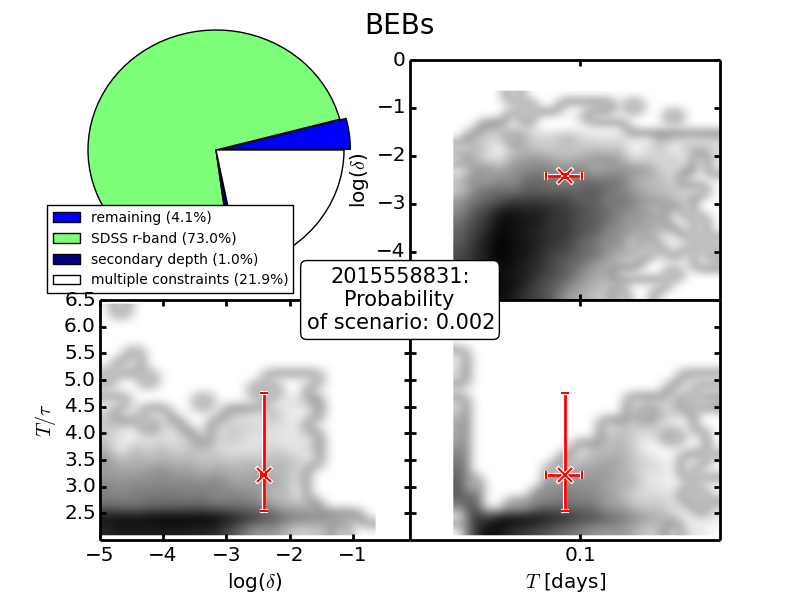 BEBs
remaining (4.1%)
SDSS r-band (73.0%)
secondary depth (1.0%)
multiple constraints (21.9%)
0
−1
−2
−3
−4
log(δ)
2015558831:
Probability
of scenario: 0.002
6.5
6.0
5.5
5.0
4.5
4.0
3.5
3.0
2.5
T/τ
−5 −4 −3 −2 −1
log(δ)
0.1
T [days]